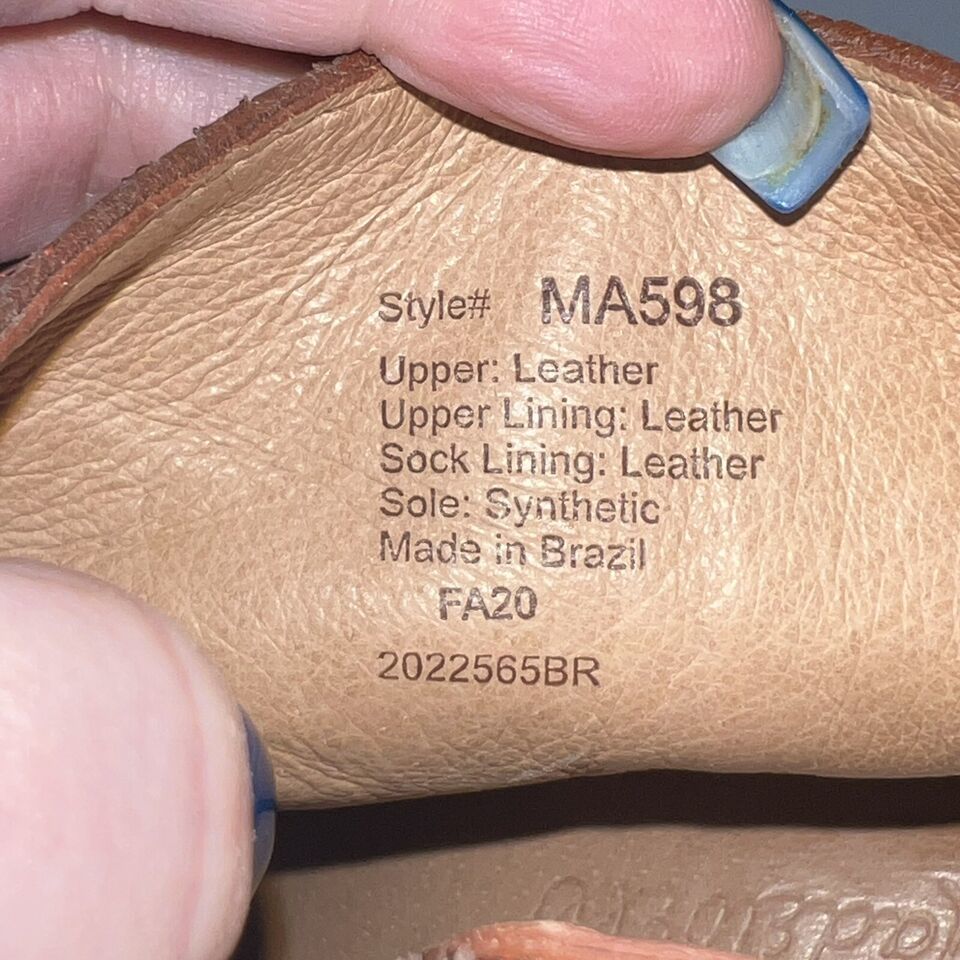 Style# MA598
Upper: Leather
Upper Lining: Leather
Sock Lining: Leather
Sole: Synthetic
Made in Brazil
FA20
2022565BR